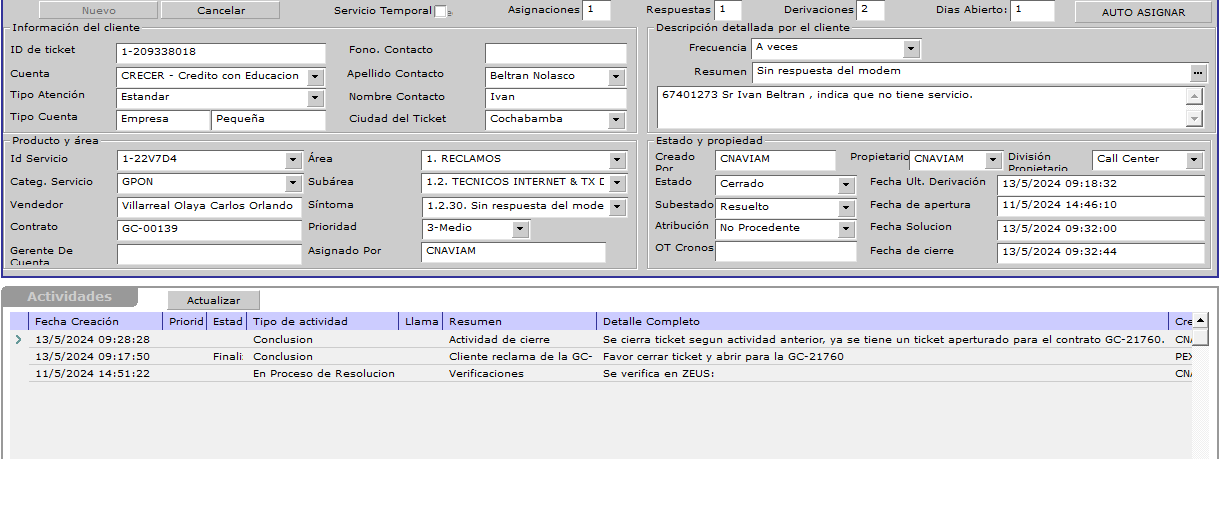 Nuevo Cancelar Servicio Temporal Asignaciones 1 Respuestas 1 Derivaciones 2 Dias Abierto: 1 AUTO ASIGNAR
Información del cliente
ID de ticket 1-209338018 Fono. Contacto
Cuenta CRECER - Credito con Educacion Apellido Contacto Beltran Nolasco
Tipo Atención Estandar Nombre Contacto Ivan
Tipo Cuenta Empresa Pequeña Ciudad del Ticket Cochabamba
Descripción detallada por el cliente
Frecuencia A veces
Resumen Sin respuesta del modem
67401273 Sr Ivan Beltran , indica que no tiene servicio.
Producto y área
Id Servicio 1-22V7D4 Área 1. RECLAMOS
Categ. Servicio GPON Subárea 1.2. TECNICOS INTERNET & TX D
Vendedor Villarreal Olaya Carlos Orlando Síntoma 1.2.30. Sin respuesta del mode
Contrato GC-00139 Prioridad 3-Medio
Gerente De Cuenta Asignado Por CNAVIAM
Estado y propiedad
Creado Por CNAVIAM Propietario CNAVIAM División Propietario Call Center
Estado Cerrado Fecha Ult. Derivación 13/5/2024 09:18:32
Subestado Resuelto Fecha de apertura 11/5/2024 14:46:10
Atribución No Procedente Fecha Solucion 13/5/2024 09:32:00
OT Cronos Fecha de cierre 13/5/2024 09:32:44
Actividades Actualizar
Fecha Creación Priorid Estad Tipo de actividad Llama Resumen Detalle Completo Cre
13/5/2024 09:28:28 Conclusion Actividad de cierre Se cierra ticket segun actividad anterior, ya se tiene un ticket aperturado para el contrato GC-21760. CNA
13/5/2024 09:17:50 Finali: Conclusion Cliente reclama de la GC- Favor cerrar ticket y abrir para la GC-21760 PEX
11/5/2024 14:51:22 En Proceso de Resolucion Verificaciones Se verifica en ZEUS: CNA